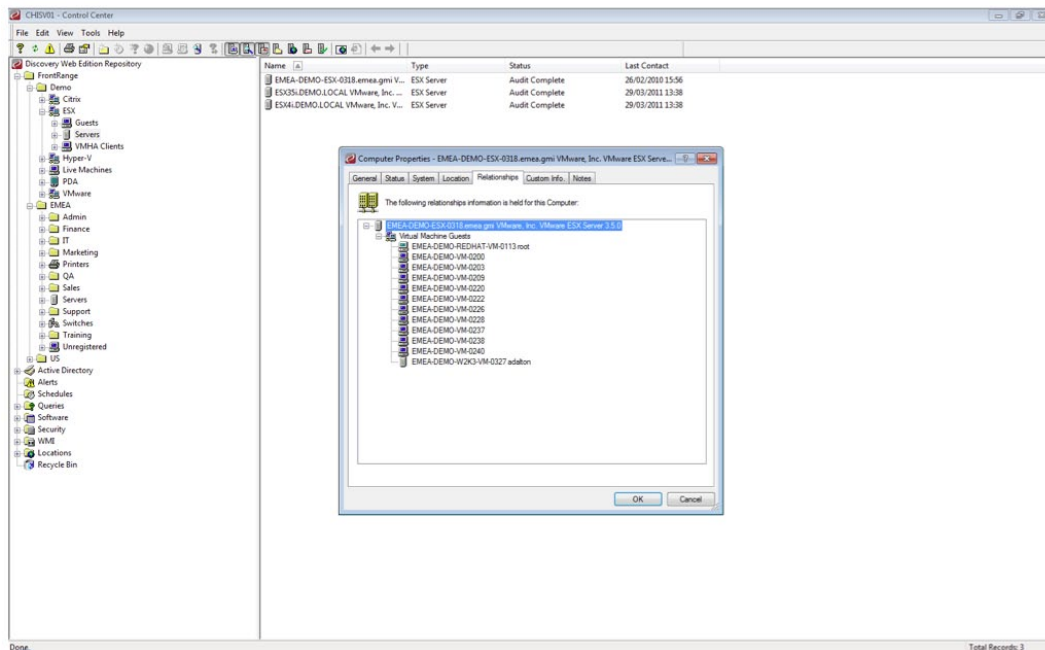 CHISV01 - Control Center
File Edit View Tools Help
Discovery Web Edition Repository
FrontRange
Demo
Citrix
ESX
Guests
Servers
VMHA Clients
Hyper-V
Live Machines
PDA
VMware
EMEA
Admin
Finance
IT
Marketing
Printers
QA
Sales
Servers
Support
Switches
Training
Unregistered
US
Active Directory
Alerts
Schedules
Queries
Software
Security
WMI
Locations
Recycle Bin
Name Type Status Last Contact
EMEA-DEMO-ESX-0318.emea.gmi V... ESX Server Audit Complete 26/02/2010 15:56
ESX35i.DEMO.LOCAL VMware, Inc. ... ESX Server Audit Complete 29/03/2011 13:38
ESX4i.DEMO.LOCAL VMware, Inc. V... ESX Server Audit Complete 29/03/2011 13:38
Computer Properties - EMEA-DEMO-ESX-0318.emea.gmi VMware, Inc. VMware ESX Serve...
General Status System Location Relationships Custom Info. Notes
The following relationships information is held for this Computer:
EMEA-DEMO-ESX-0318.emea.gmi VMware, Inc. VMware ESX Server 3.5.0
Virtual Machine Guests
EMEA-DEMO-REDHAT-VM-0113 root
EMEA-DEMO-VM-0200
EMEA-DEMO-VM-0203
EMEA-DEMO-VM-0209
EMEA-DEMO-VM-0220
EMEA-DEMO-VM-0222
EMEA-DEMO-VM-0226
EMEA-DEMO-VM-0228
EMEA-DEMO-VM-0237
EMEA-DEMO-VM-0238
EMEA-DEMO-VM-0240
EMEA-DEMO-W2K3-VM-0327 adalton
OK Cancel
Done. Total Records: 3